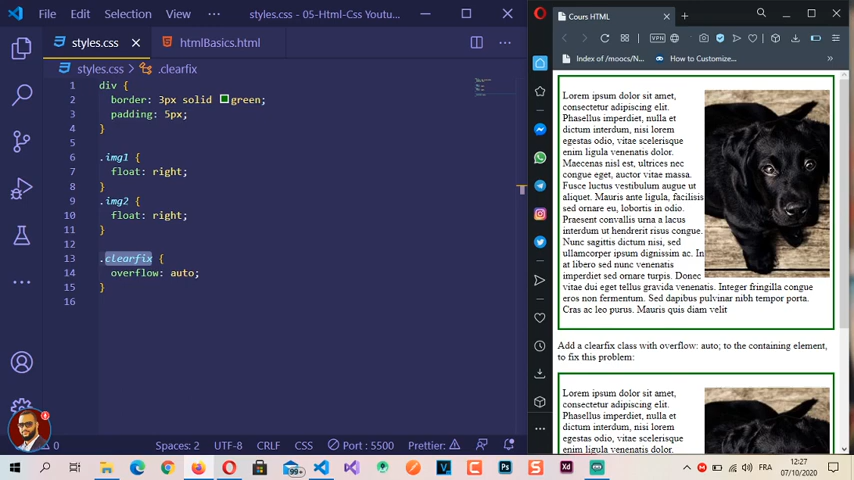 File Edit Selection View ··· styles.css - 05-Html-Css Youtu...
styles.css htmlBasics.html
styles.css > .clearfix
1 div {
2 border: 3px solid green;
3 padding: 5px;
4 }
5
6 .img1 {
7 float: right;
8 }
9 .img2 {
10 float: right;
11 }
12
13 .clearfix {
14 overflow: auto;
15 }
16
0 Spaces: 2 UTF-8 CRLF CSS Port : 5500 Prettier:
Cours HTML
VPN
Index of /moocs/N... How to Customize...
Lorem ipsum dolor sit amet,
consectetur adipiscing elit.
Phasellus imperdiet, nulla et
dictum interdum, nisi lorem
egestas odio, vitae scelerisque
enim ligula venenatis dolor.
Maecenas nisl est, ultrices nec
congue eget, auctor vitae massa.
Fusce luctus vestibulum augue ut
aliquet. Mauris ante ligula, facilisis
sed ornare eu, lobortis in odio.
Praesent convallis urna a lacus
interdum ut hendrerit risus congue.
Nunc sagittis dictum nisi, sed
ullamcorper ipsum dignissim ac. In
at libero sed nunc venenatis
imperdiet sed ornare turpis. Donec
vitae dui eget tellus gravida venenatis. Integer fringilla congue
eros non fermentum. Sed dapibus pulvinar nibh tempor porta.
Cras ac leo purus. Mauris quis diam velit
Add a clearfix class with overflow: auto; to the containing element,
to fix this problem:
Lorem ipsum dolor sit amet,
consectetur adipiscing elit.
Phasellus imperdiet, nulla et
dictum interdum, nisi lorem
egestas odio, vitae scelerisque
99+ Ps Xd FRA 12:27
07/10/2020